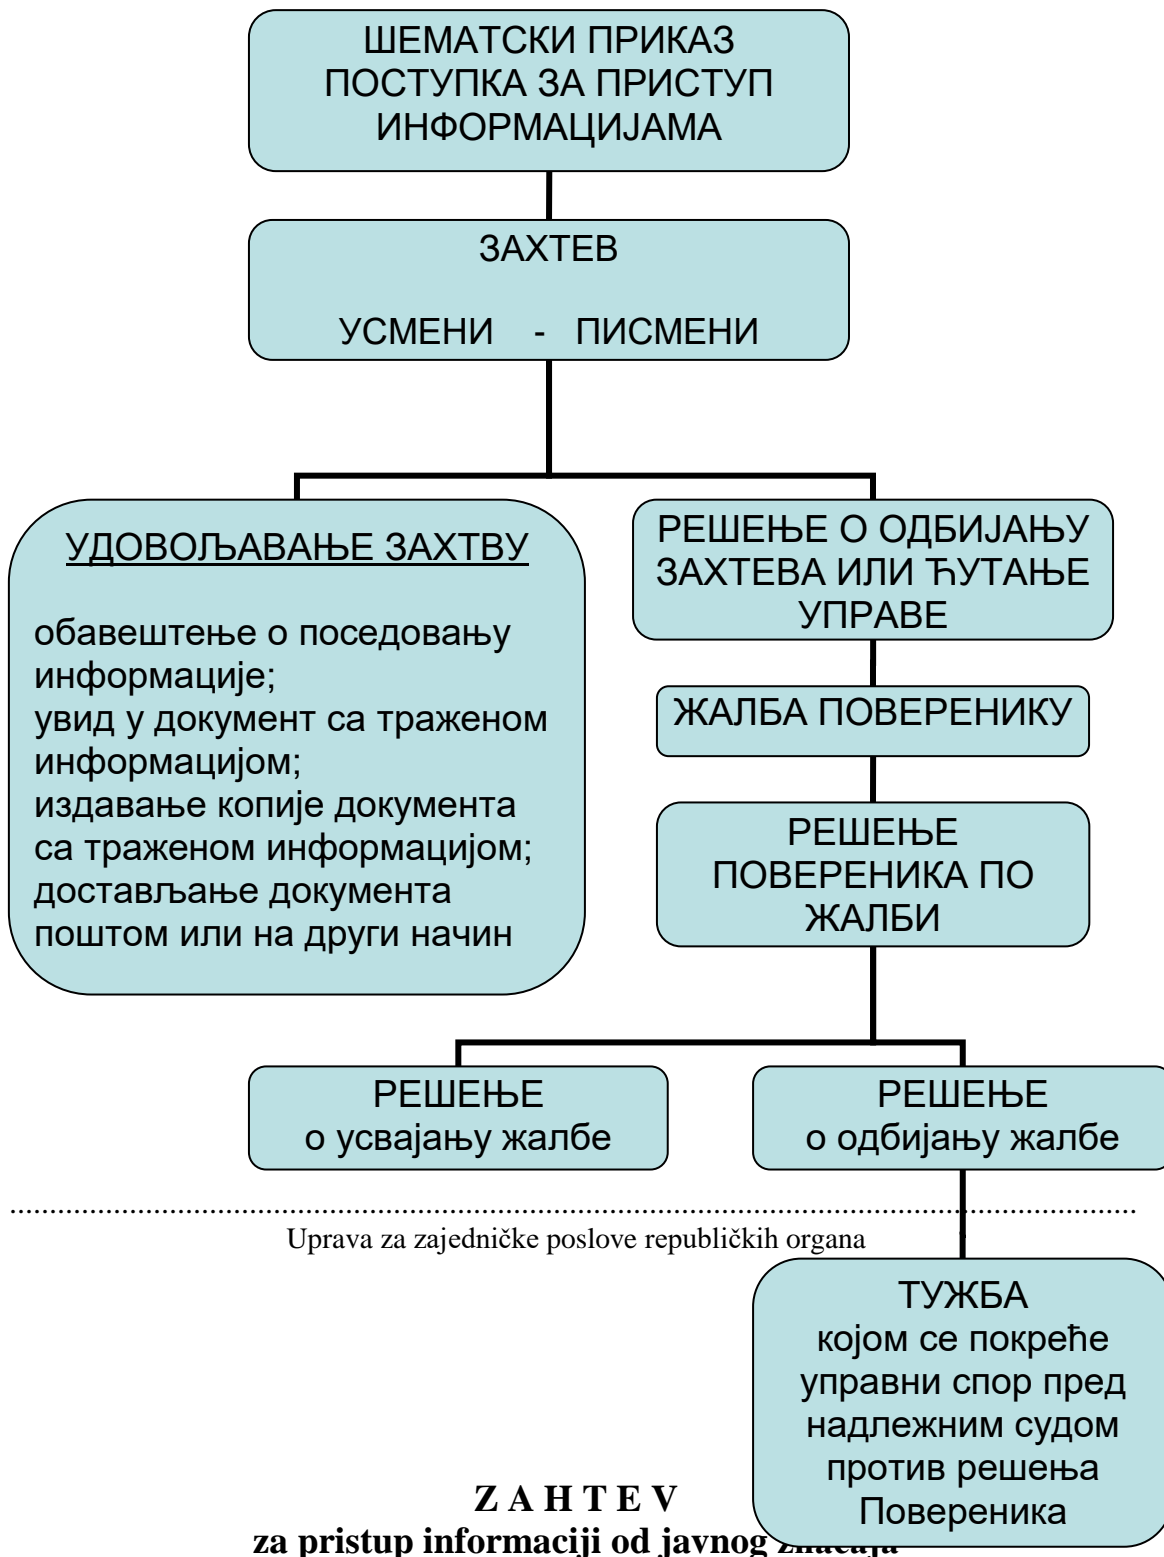 ШЕМАТСКИ ПРИКАЗ
ПОСТУПКА ЗА ПРИСТУП
ИНФОРМАЦИЈАМА
ЗАХТЕВ
УСМЕНИ - ПИСМЕНИ
УДОВОЉАВАЊЕ ЗАХТВУ
обавештење о поседовању
информације;
увид у документ са траженом
информацијом;
издавање копије документа
са траженом информацијом;
достављање документа
поштом или на други начин
РЕШЕЊЕ О ОДБИЈАЊУ
ЗАХТЕВА ИЛИ ЋУТАЊЕ
УПРАВЕ
ЖАЛБА ПОВЕРЕНИКУ
РЕШЕЊЕ
ПОВЕРЕНИКА ПО
ЖАЛБИ
РЕШЕЊЕ
о усвајању жалбе
РЕШЕЊЕ
о одбијању жалбе
Uprava za zajedničke poslove republičkih organa
ТУЖБА
којом се покреће
управни спор пред
надлежним судом
против решења
Повереника
Z A H T E V
za pristup informaciji od javnog